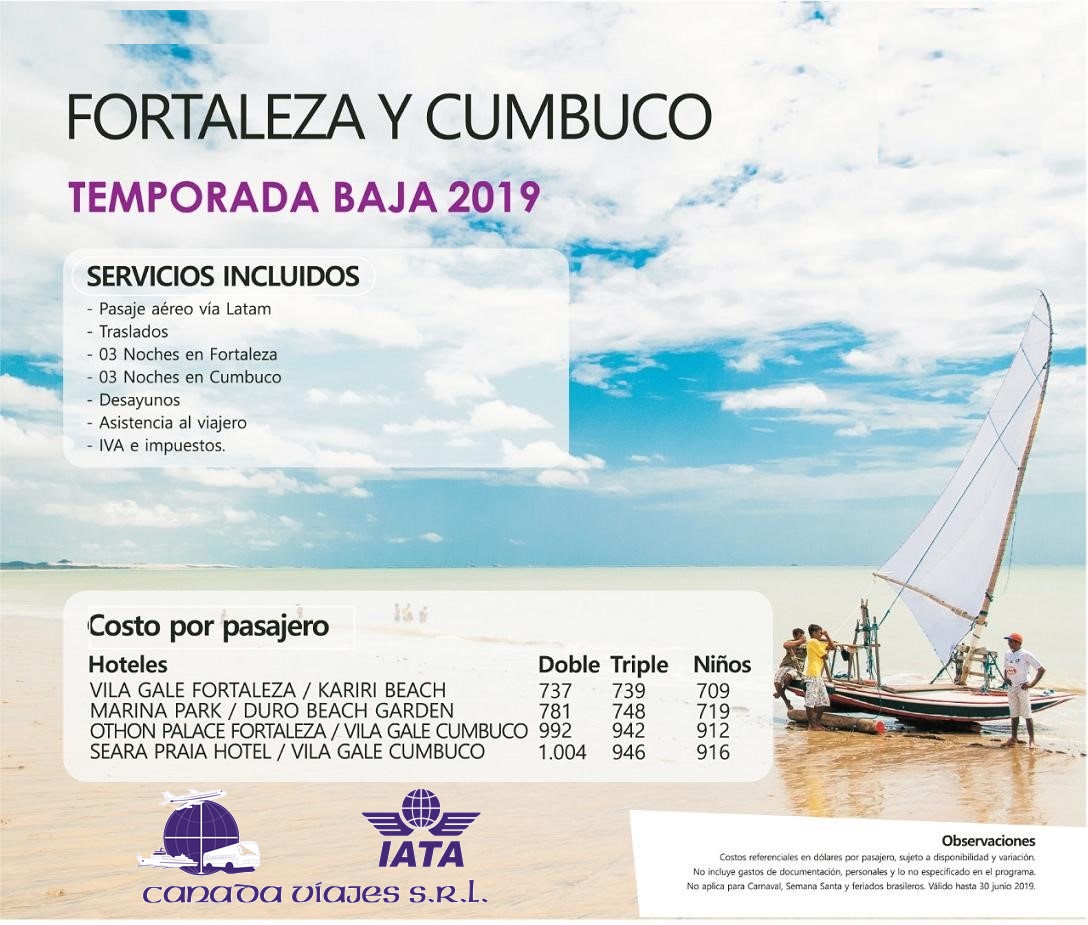 FORTALEZA Y CUMBUCO
TEMPORADA BAJA 2019
SERVICIOS INCLUIDOS
- Pasaje aéreo vía Latam
- Traslados
- 03 Noches en Fortaleza
- 03 Noches en Cumbuco
- Desayunos
- Asistencia al viajero
- IVA e impuestos.
Costo por pasajero
Hoteles Doble Triple Niños
VILA GALE FORTALEZA / KARIRI BEACH 737 739 709
MARINA PARK / DURO BEACH GARDEN 781 748 719
OTHON PALACE FORTALEZA / VILA GALE CUMBUCO 992 942 912
SEARA PRAIA HOTEL / VILA GALE CUMBUCO 1.004 946 916
IATA
CANADA VIAJES S.R.L.
Observaciones
Costos referenciales en dólares por pasajero, sujeto a disponibilidad y variación.
No incluye gastos de documentación, personales y lo no especificado en el programa.
No aplica para Carnaval, Semana Santa y feriados brasileros. Válido hasta 30 junio 2019.